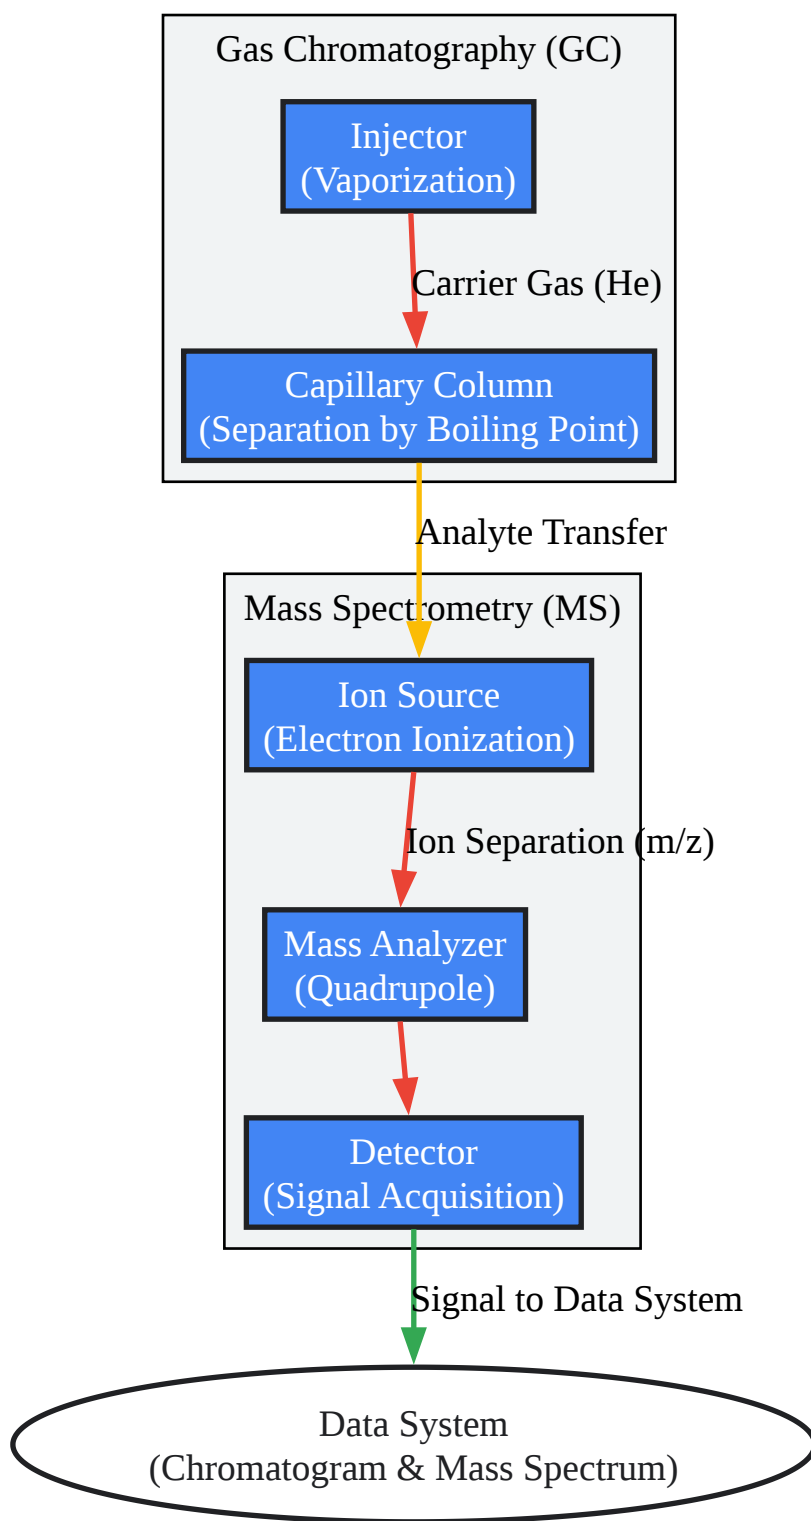 Gas Chromatography (GC)
Injector
(Vaporization)
Carrier Gas (He)
Capillary Column
(Separation by Boiling Point)
Analyte Transfer
Mass Spectrometry (MS)
Ion Source
(Electron Ionization)
Ion Separation (m/z)
Mass Analyzer
(Quadrupole)
Detector
(Signal Acquisition)
Signal to Data System
Data System
(Chromatogram & Mass Spectrum)